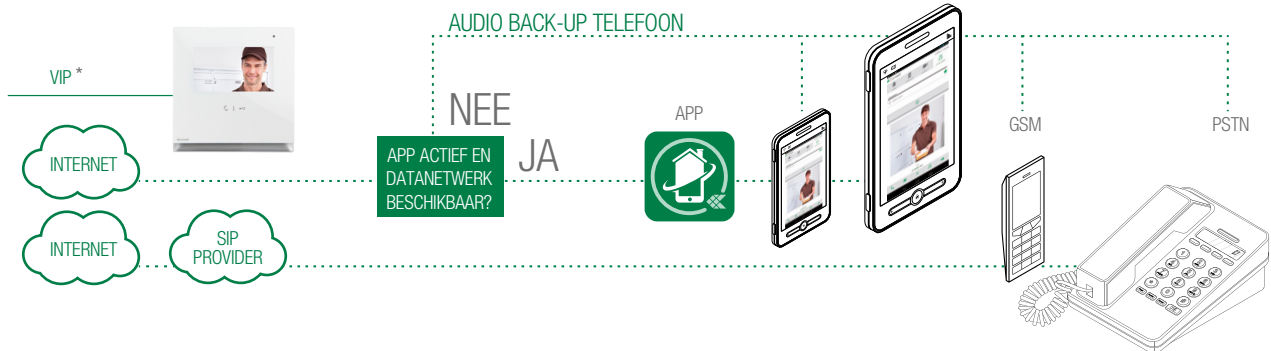 AUDIO BACK-UP TELEFOON
VIP *
NEE
APP
GSM
PSTN
INTERNET
APP ACTIEF EN
DATANETWERK
BESCHIKBAAR?
JA
INTERNET
SIP
PROVIDER